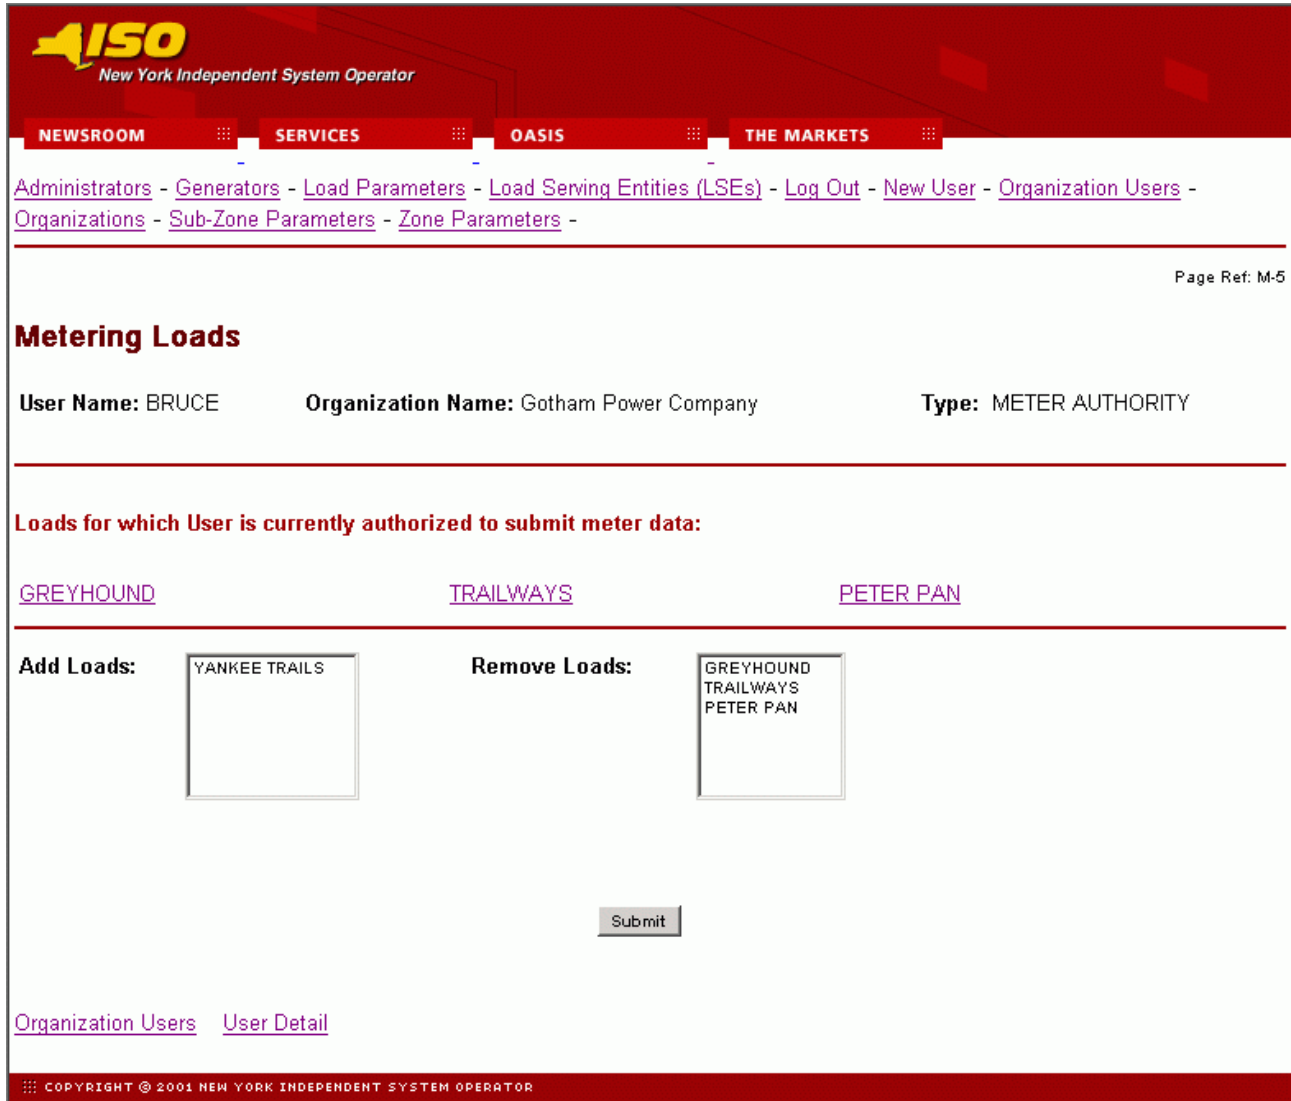 ISO
New York Independent System Operator
NEWSROOM SERVICES OASIS THE MARKETS
Administrators - Generators - Load Parameters - Load Serving Entities (LSEs) - Log Out - New User - Organization Users -
Organizations - Sub-Zone Parameters - Zone Parameters -
Page Ref: M-5
Metering Loads
User Name: BRUCE Organization Name: Gotham Power Company Type: METER AUTHORITY
Loads for which User is currently authorized to submit meter data:
GREYHOUND TRAILWAYS PETER PAN
Add Loads: YANKEE TRAILS Remove Loads: GREYHOUND
TRAILWAYS
PETER PAN
Submit
Organization Users User Detail
COPYRIGHT © 2001 NEW YORK INDEPENDENT SYSTEM OPERATOR